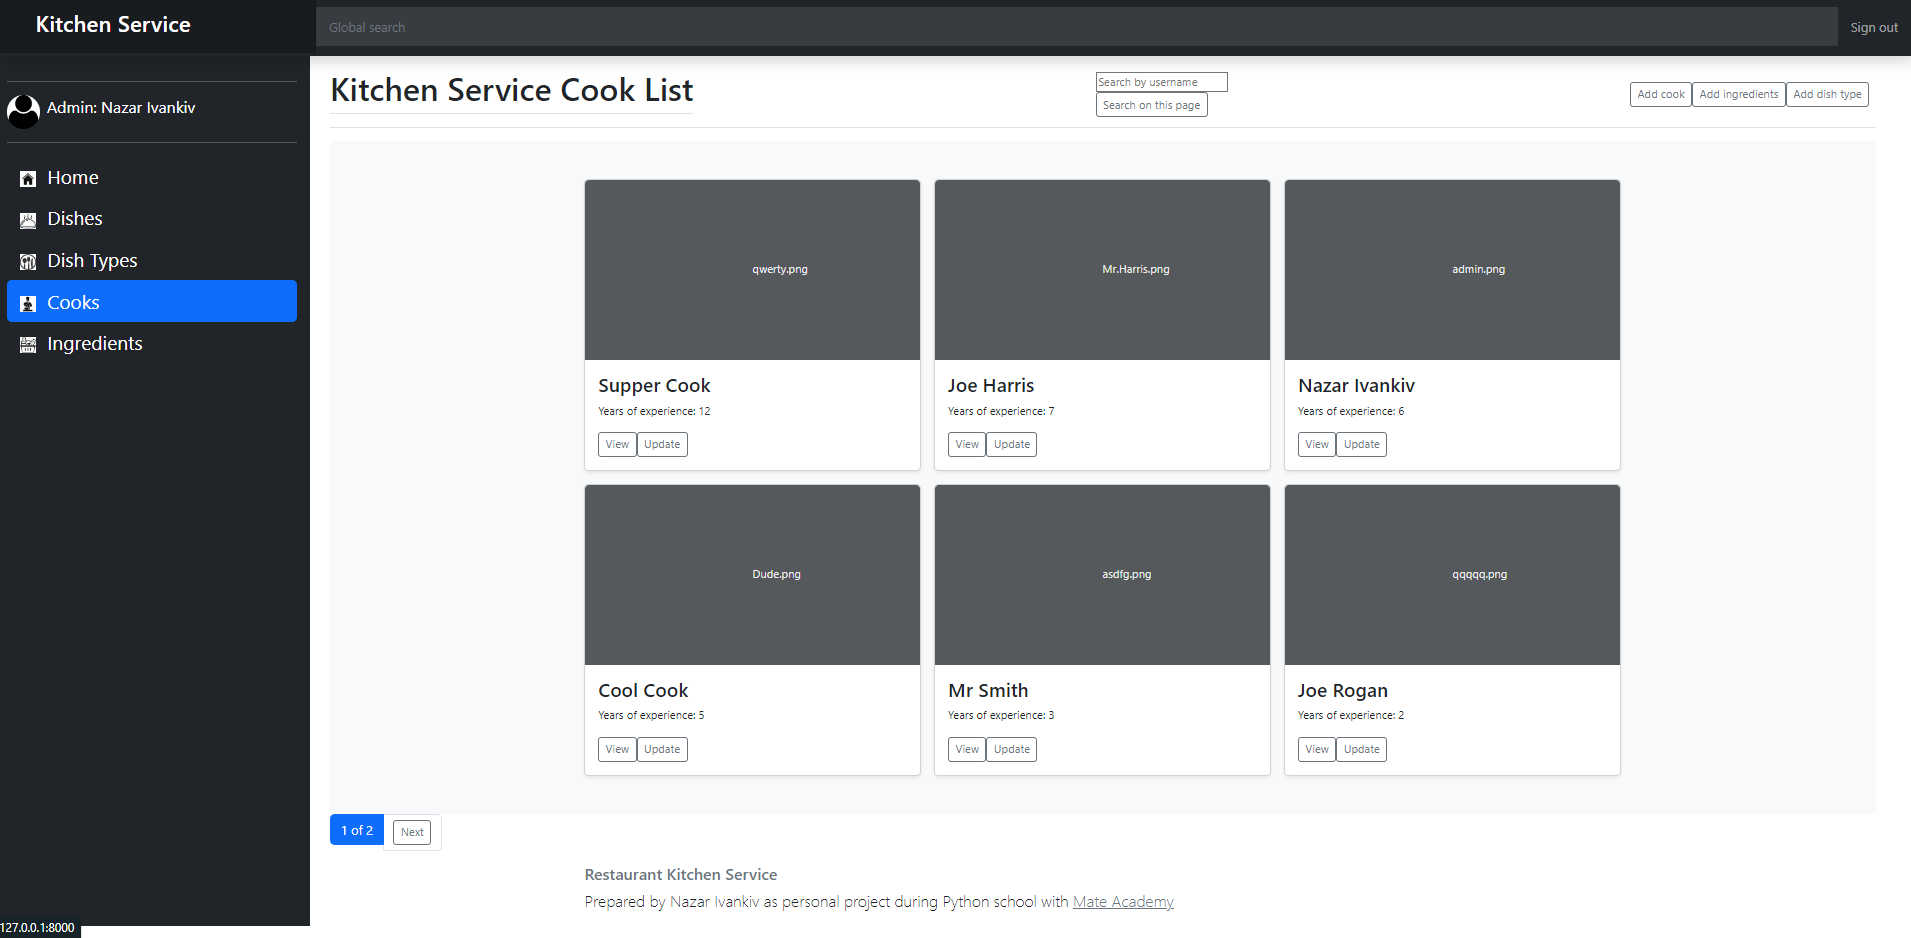 Kitchen Service
Global search
Sign out
Admin: Nazar Ivankiv
Home
Dishes
Dish Types
Cooks
Ingredients
Kitchen Service Cook List
Search by username
Search on this page
Add cook Add ingredients Add dish type
qwerty.png
Supper Cook
Years of experience: 12
View Update
Mr.Harris.png
Joe Harris
Years of experience: 7
View Update
admin.png
Nazar Ivankiv
Years of experience: 6
View Update
Dude.png
Cool Cook
Years of experience: 5
View Update
asdfg.png
Mr Smith
Years of experience: 3
View Update
qqqqq.png
Joe Rogan
Years of experience: 2
View Update
1 of 2 Next
Restaurant Kitchen Service
Prepared by Nazar Ivankiv as personal project during Python school with Mate Academy
127.0.0.1:8000